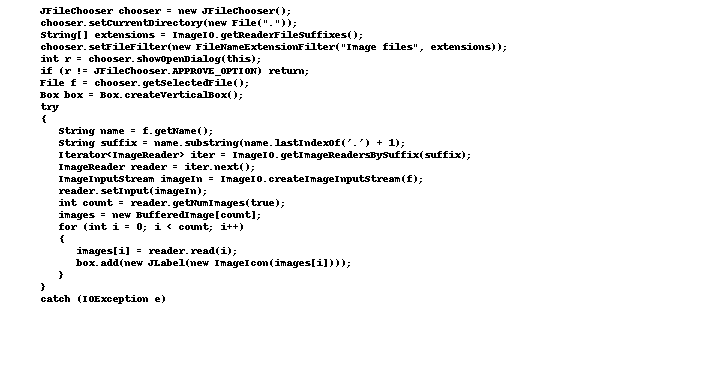 JFileChooser chooser = new JFileChooser();
chooser.setCurrentDirectory(new File("."));
String[] extensions = ImageIO.getReaderFileSuffixes();
chooser.setFileFilter(new FileNameExtensionFilter("Image files", extensions));
int r = chooser.showOpenDialog(this);
if (r != JFileChooser.APPROVE_OPTION) return;
File f = chooser.getSelectedFile();
Box box = Box.createVerticalBox();
try
{
   String name = f.getName();
   String suffix = name.substring(name.lastIndexOf('.') + 1);
   Iterator<ImageReader> iter = ImageIO.getImageReadersBySuffix(suffix);
   ImageReader reader = iter.next();
   ImageInputStream imageIn = ImageIO.createImageInputStream(f);
   reader.setInput(imageIn);
   int count = reader.getNumImages(true);
   images = new BufferedImage[count];
   for (int i = 0; i < count; i++)
   {
      images[i] = reader.read(i);
      box.add(new JLabel(new ImageIcon(images[i])));
   }
}
catch (IOException e)